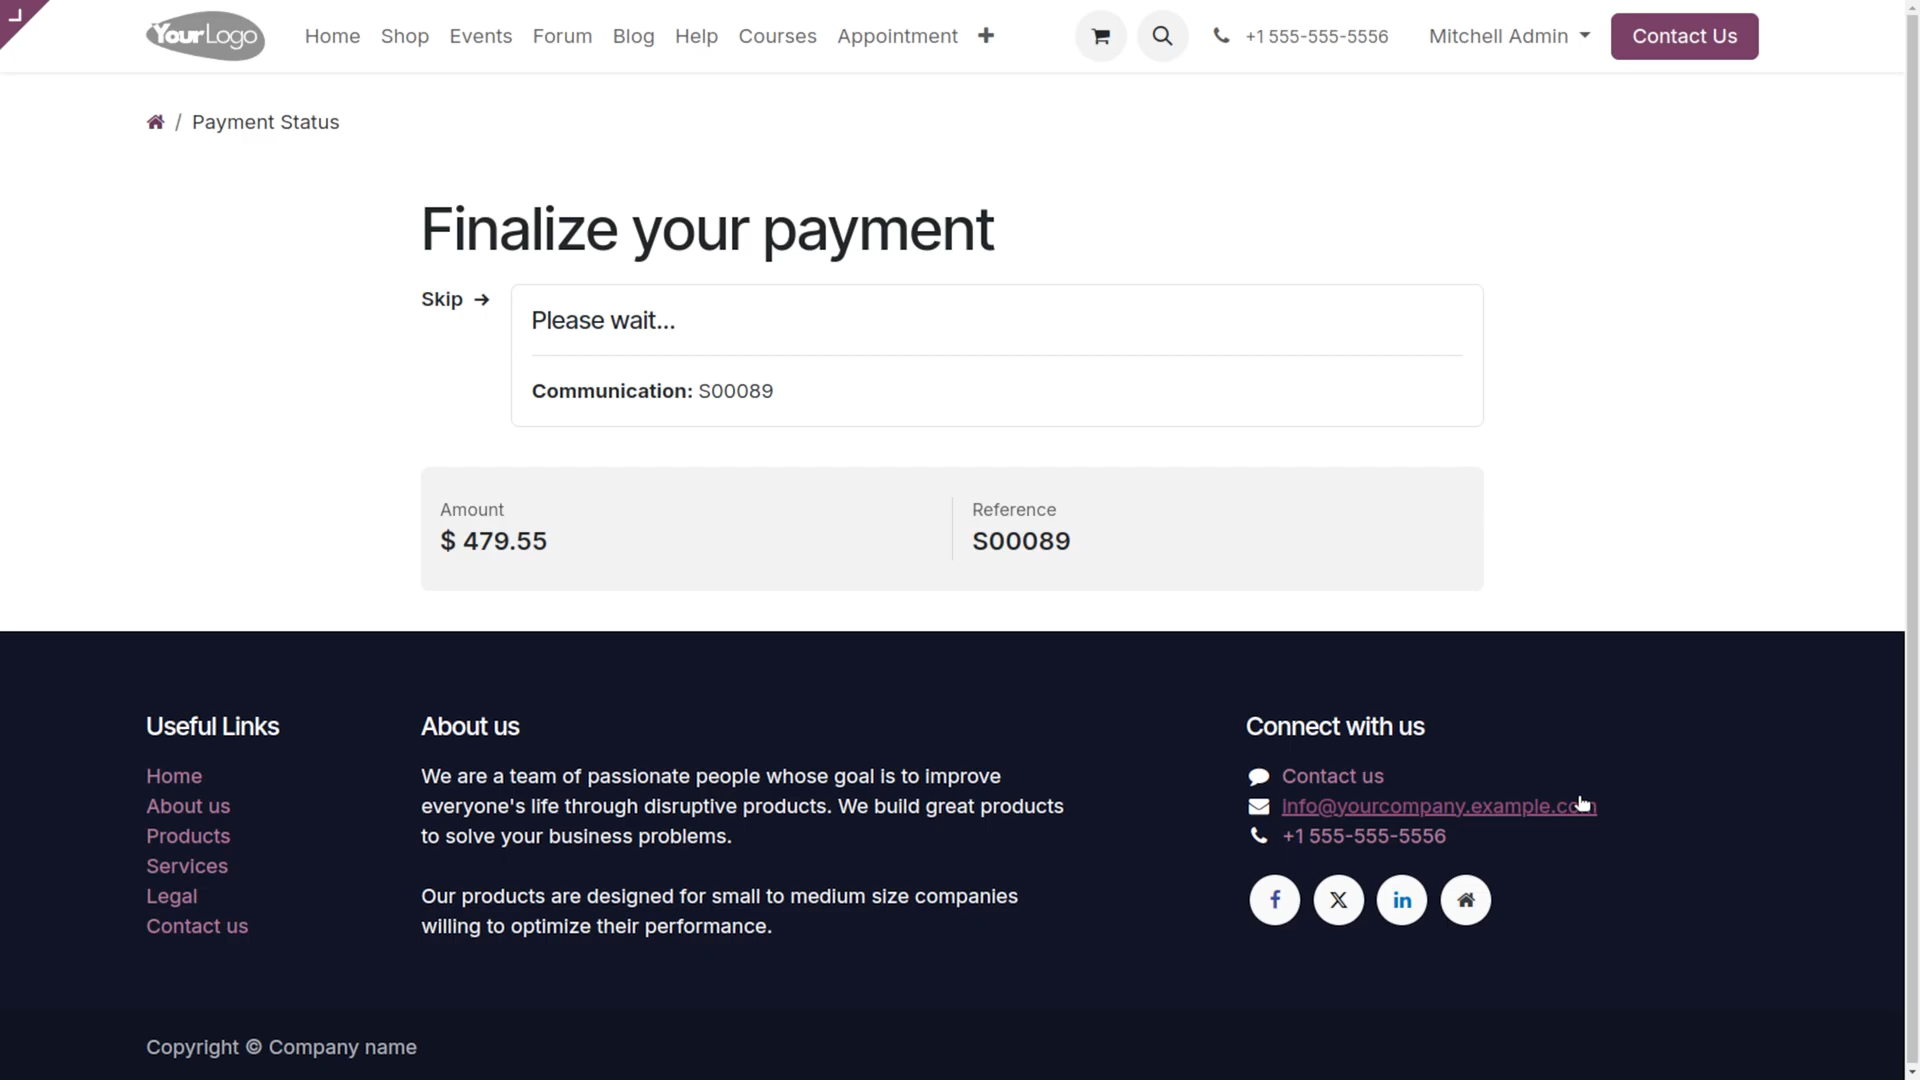 YourLogo Home Shop Events Forum Blog Help Courses Appointment +1 555-555-5556 Mitchell Admin Contact Us
/ Payment Status
Finalize your payment
Skip →
Please wait...
Communication: S00089
Amount
$ 479.55
Reference
S00089
Useful Links
Home
About us
Products
Services
Legal
Contact us
About us
We are a team of passionate people whose goal is to improve
everyone's life through disruptive products. We build great products
to solve your business problems.
Our products are designed for small to medium size companies
willing to optimize their performance.
Connect with us
Contact us
info@yourcompany.example.com
+1 555-555-5556
Copyright © Company name